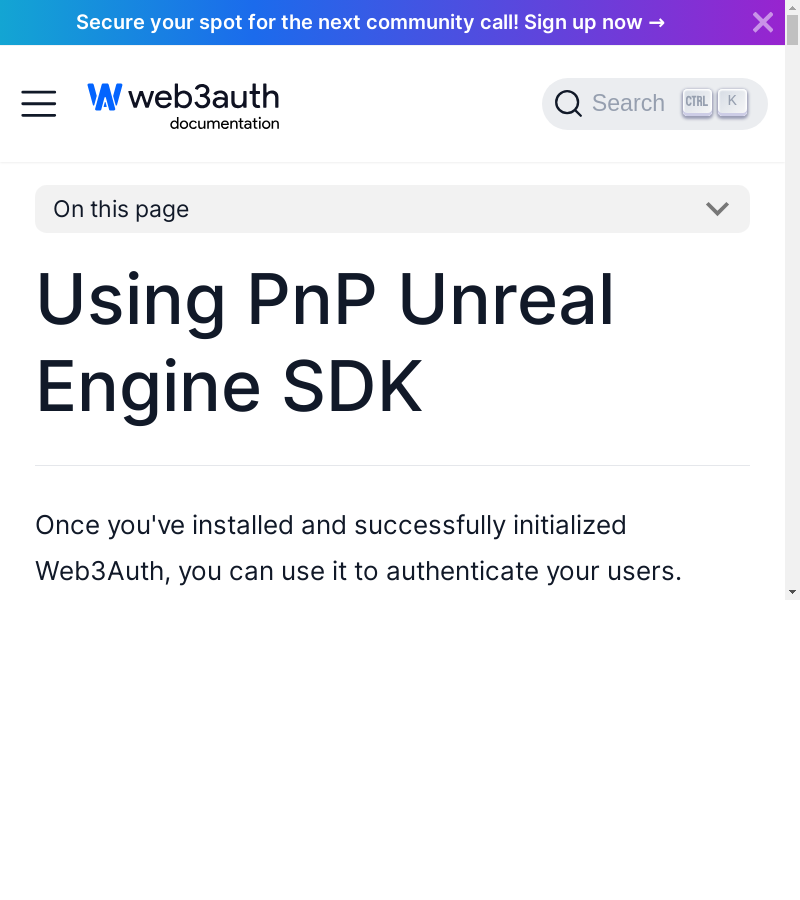 Secure your spot for the next community call! Sign up now →
web3auth
documentation
Search CTRL K
On this page
Using PnP Unreal
Engine SDK
Once you've installed and successfully initialized
Web3Auth, you can use it to authenticate your users.